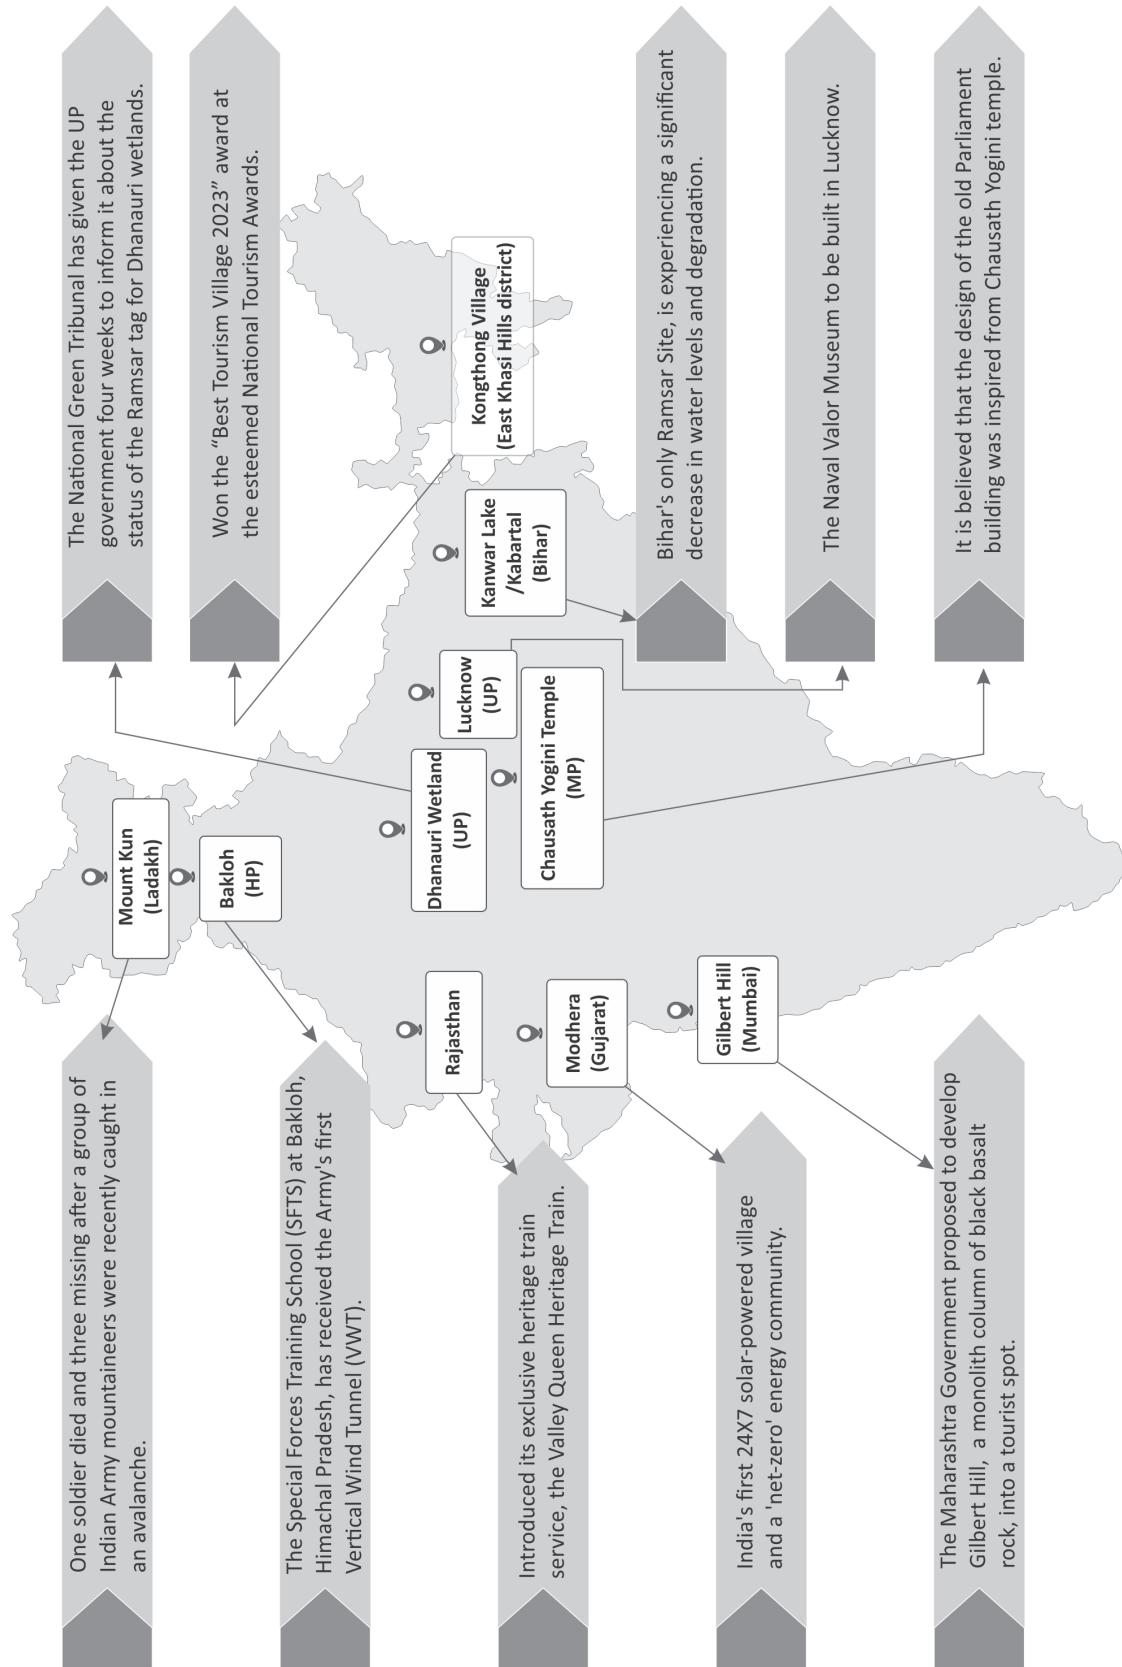 One soldier died and three missing after a group of
Indian Army mountaineers were recently caught in
an avalanche.
The Special Forces Training School (SFTS) at Bakloh,
Himachal Pradesh, has received the Army's first
Vertical Wind Tunnel (VWT).
Introduced its exclusive heritage train
service, the Valley Queen Heritage Train.
India's first 24X7 solar-powered village
and a 'net-zero' energy community.
The Maharashtra Government proposed to develop
Gilbert Hill, a monolith column of black basalt
rock, into a tourist spot.
Mount Kun
(Ladakh)
Bakloh
(HP)
Rajasthan
Modhera
(Gujarat)
Gilbert Hill
(Mumbai)
Dhanauri Wetland
(UP)
Lucknow
(UP)
Chausath Yogini Temple
(MP)
Kanwar Lake
/Kabartal
(Bihar)
Kongthong Village
(East Khasi Hills district)
The National Green Tribunal has given the UP
government four weeks to inform it about the
status of the Ramsar tag for Dhanauri wetlands.
Won the “Best Tourism Village 2023” award at
the esteemed National Tourism Awards.
Bihar's only Ramsar Site, is experiencing a significant
decrease in water levels and degradation.
The Naval Valor Museum to be built in Lucknow.
It is believed that the design of the old Parliament
building was inspired from Chausath Yogini temple.